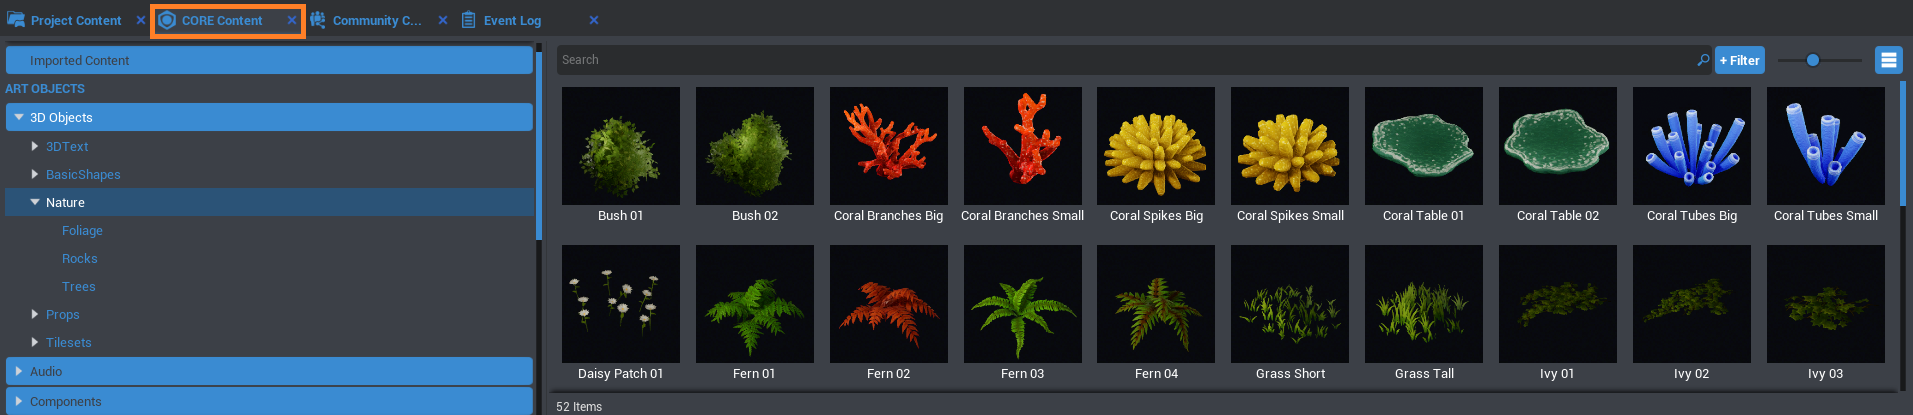 Project Content
CORE Content
Community C...
Event Log
Imported Content
ART OBJECTS
3D Objects
3DText
BasicShapes
Nature
Foliage
Rocks
Trees
Props
Tilesets
Audio
Components
Search
+ Filter
Bush 01
Bush 02
Coral Branches Big
Coral Branches Small
Coral Spikes Big
Coral Spikes Small
Coral Table 01
Coral Table 02
Coral Tubes Big
Coral Tubes Small
Daisy Patch 01
Fern 01
Fern 02
Fern 03
Fern 04
Grass Short
Grass Tall
Ivy 01
Ivy 02
Ivy 03
52 Items